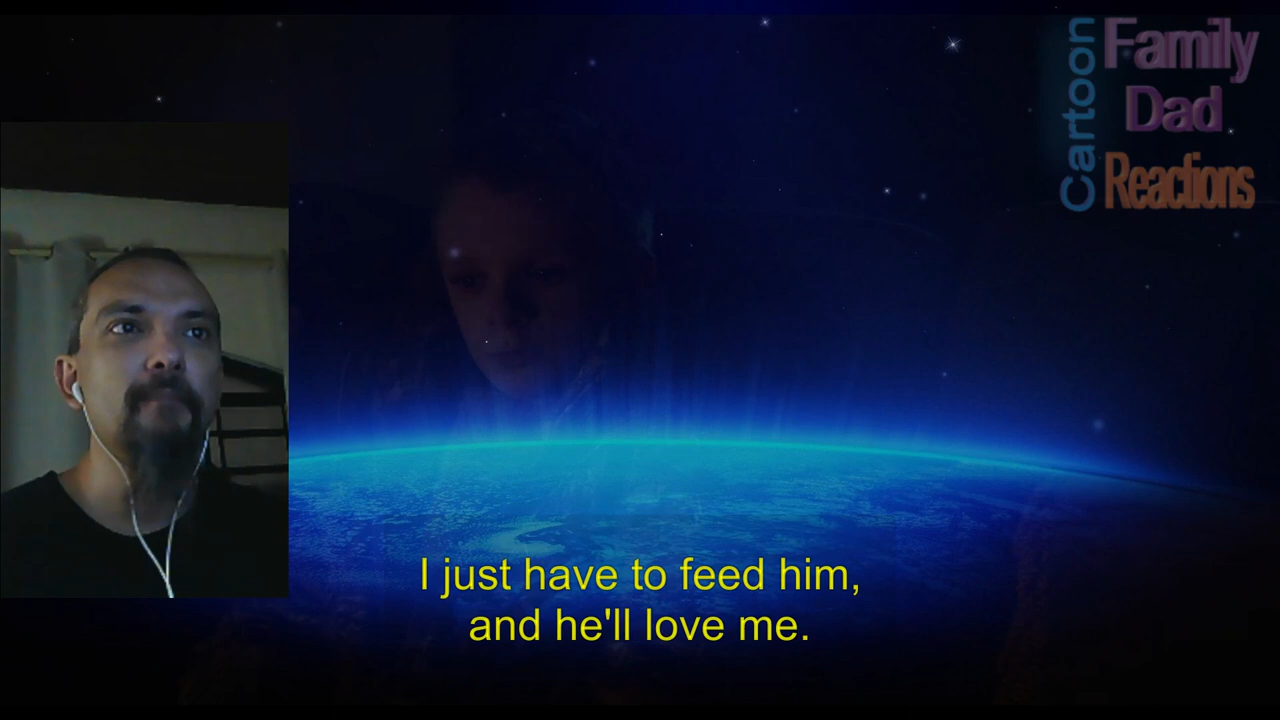 Cartoon
Family
Dad
Reactions
I just have to feed him,
and he'll love me.